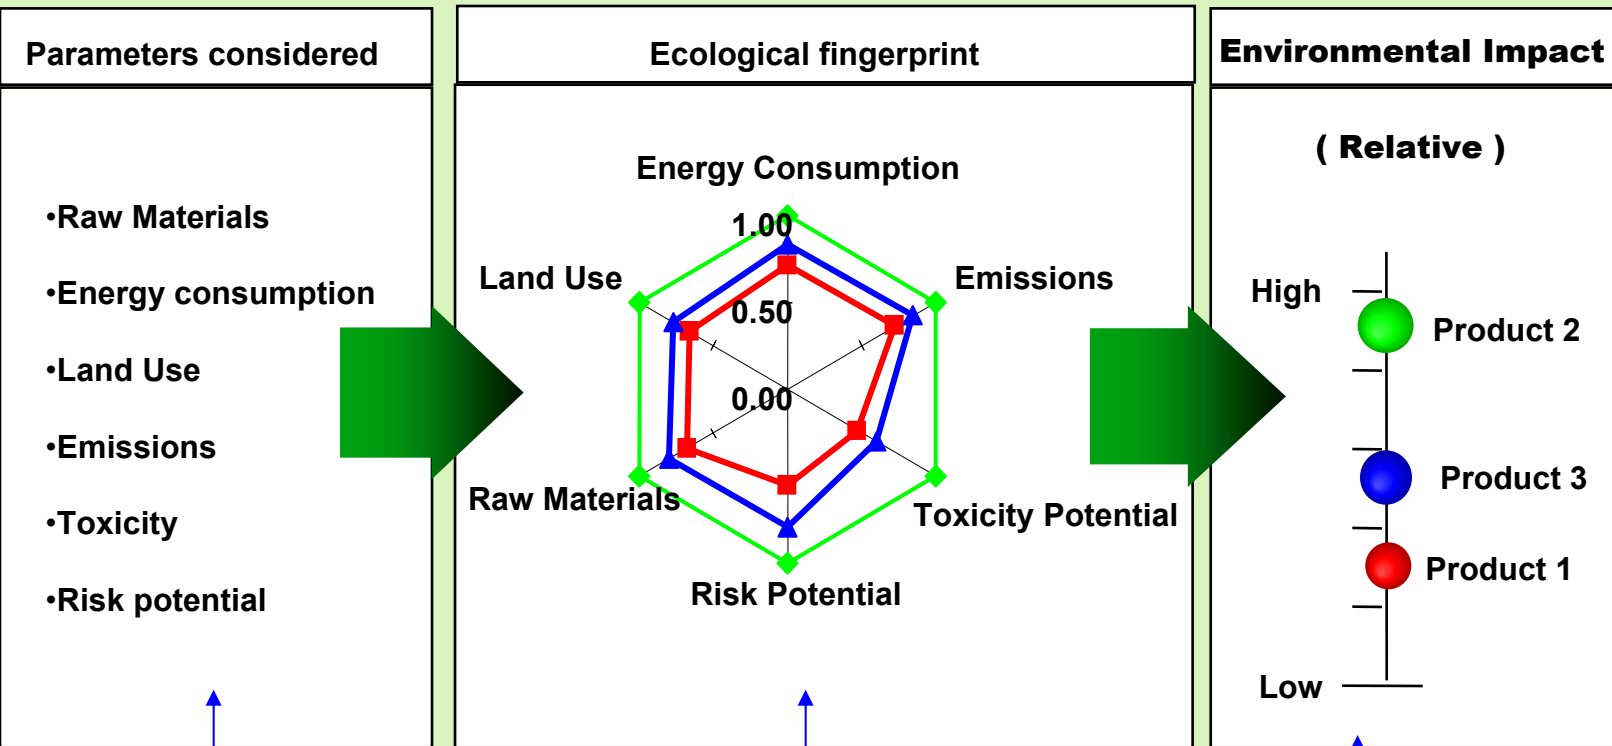 Parameters considered
•Raw Materials
•Energy consumption
•Land Use
•Emissions
•Toxicity
•Risk potential
Ecological fingerprint
Energy Consumption
1.00
Land Use
Emissions
0.50
0.00
Raw Materials
Toxicity Potential
Risk Potential
Environmental Impact
( Relative )
High
Product 2
Product 3
Product 1
Low